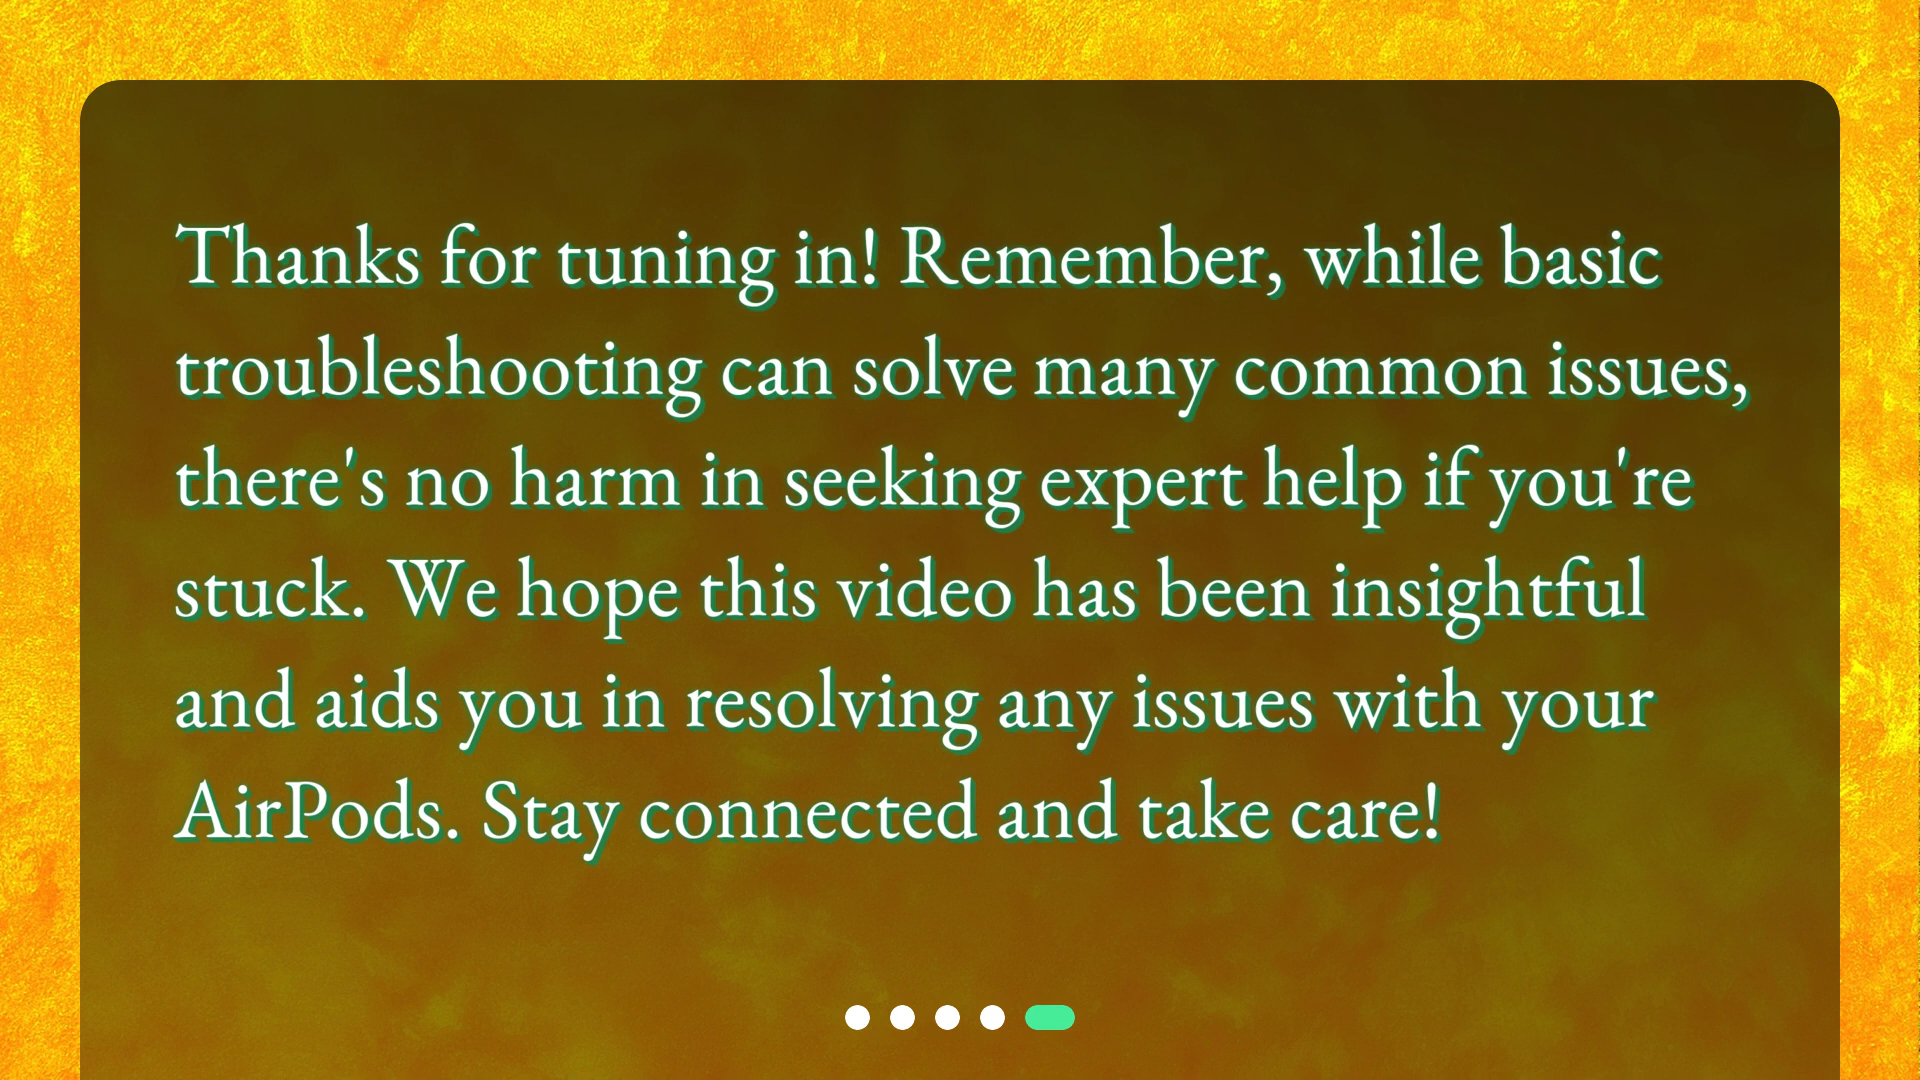 Thanks for tuning in! Remember, while basic
troubleshooting can solve many common issues,
there's no harm in seeking expert help if you're
stuck. We hope this video has been insightful
and aids you in resolving any issues with your
AirPods. Stay connected and take care!